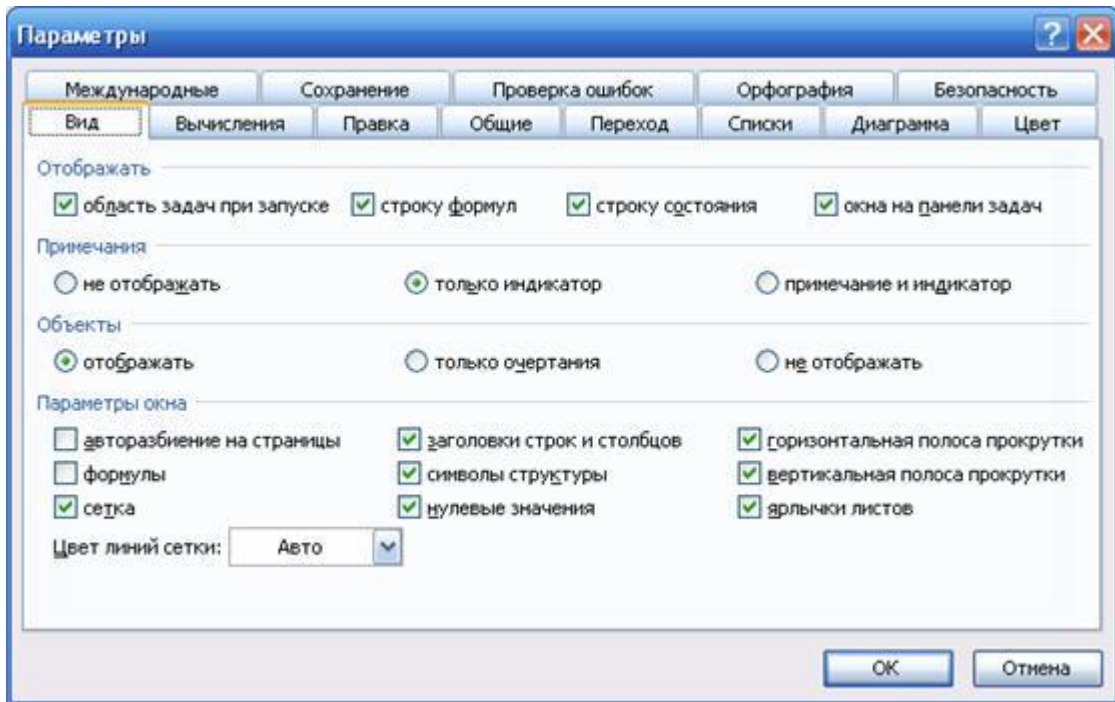 Параметры
Международные Сохранение Проверка ошибок Орфография Безопасность
Вид Вычисления Правка Общие Переход Списки Диаграмма Цвет
Отображать
область задач при запуске строку формул строку состояния окна на панели задач
Примечания
не отображать только индикатор примечание и индикатор
Объекты
отображать только очертания не отображать
Параметры окна
авторазбиение на страницы заголовки строк и столбцов горизонтальная полоса прокрутки
формулы символы структуры вертикальная полоса прокрутки
сетка нулевые значения ярлычки листов
Цвет линий сетки: Авто
ОК Отмена